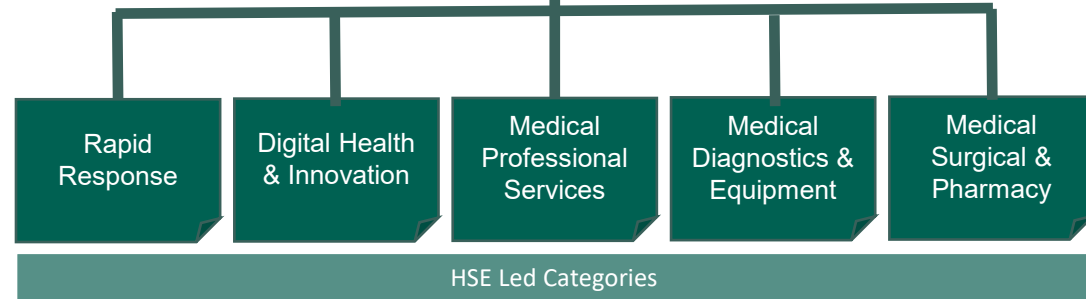 Rapid
Response
Digital Health
& Innovation
Medical
Professional
Services
Medical
Diagnostics &
Equipment
Medical
Surgical &
Pharmacy
HSE Led Categories